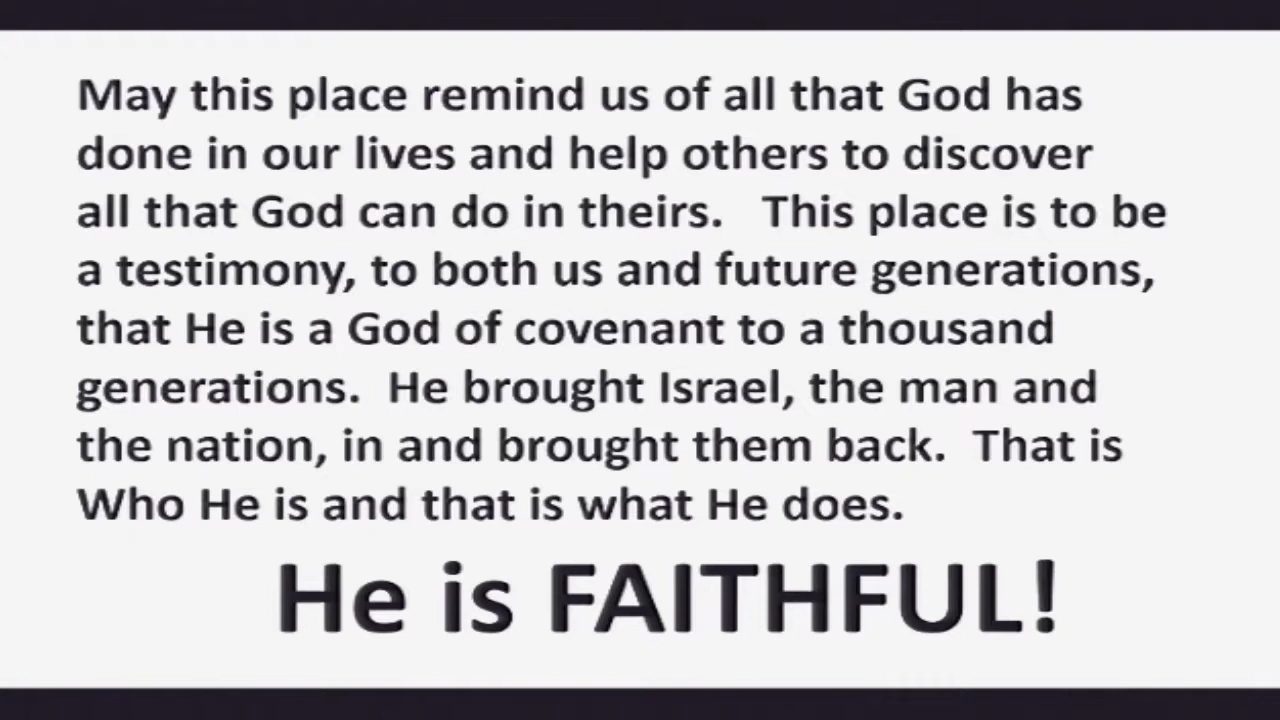 May this place remind us of all that God has
done in our lives and help others to discover
all that God can do in theirs.   This place is to be
a testimony, to both us and future generations,
that He is a God of covenant to a thousand
generations.  He brought Israel, the man and
the nation, in and brought them back.  That is
Who He is and that is what He does.
He is FAITHFUL!